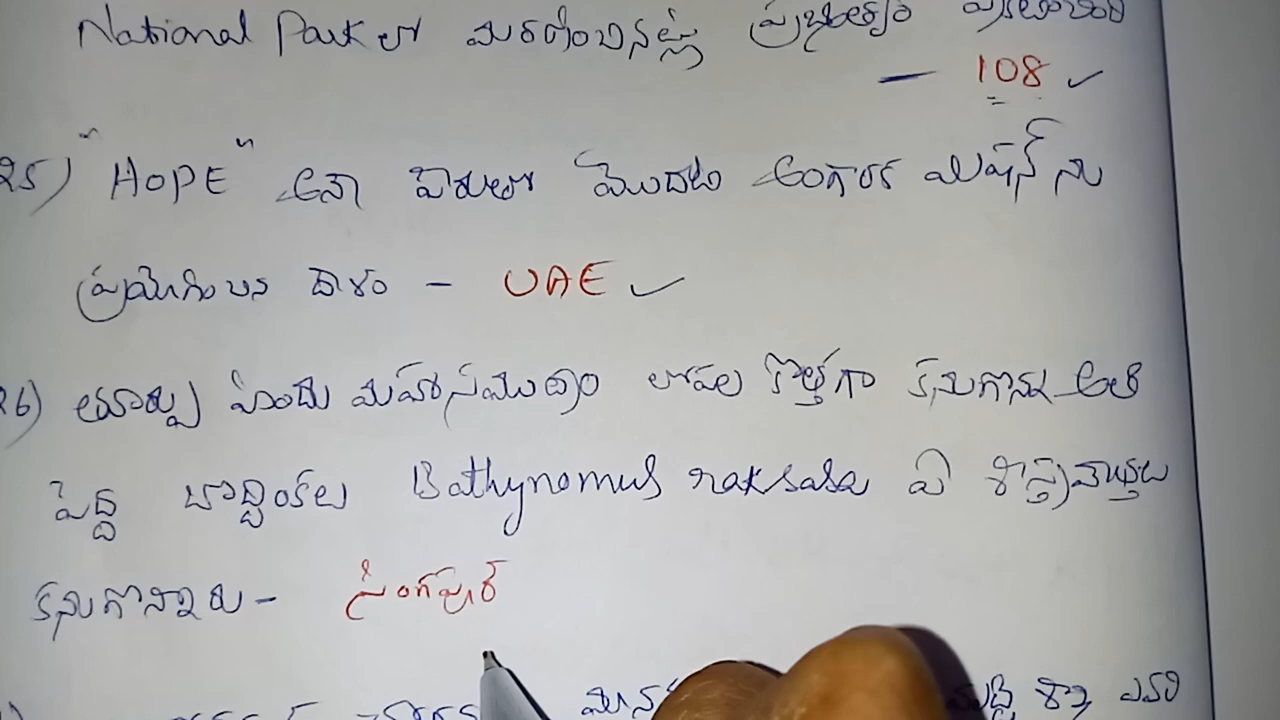 National Park లో మరణించినట్లు ప్రభుత్వం ప్రకటించింది
— 108 ✓
25) "HOPE" అనే పేరుతో మొదటి అంగారక మిషన్ ను
ప్రయోగించిన దేశం - UAE ✓
26) తూర్పు హిందు మహాసముద్రం లోపల కొత్తగా కనుగొన్న అతి
పెద్ద బొద్దింకలు Bathynomus raksasa ఏ శాస్త్రవేత్తలు
కనుగొన్నారు - సింగపూర్